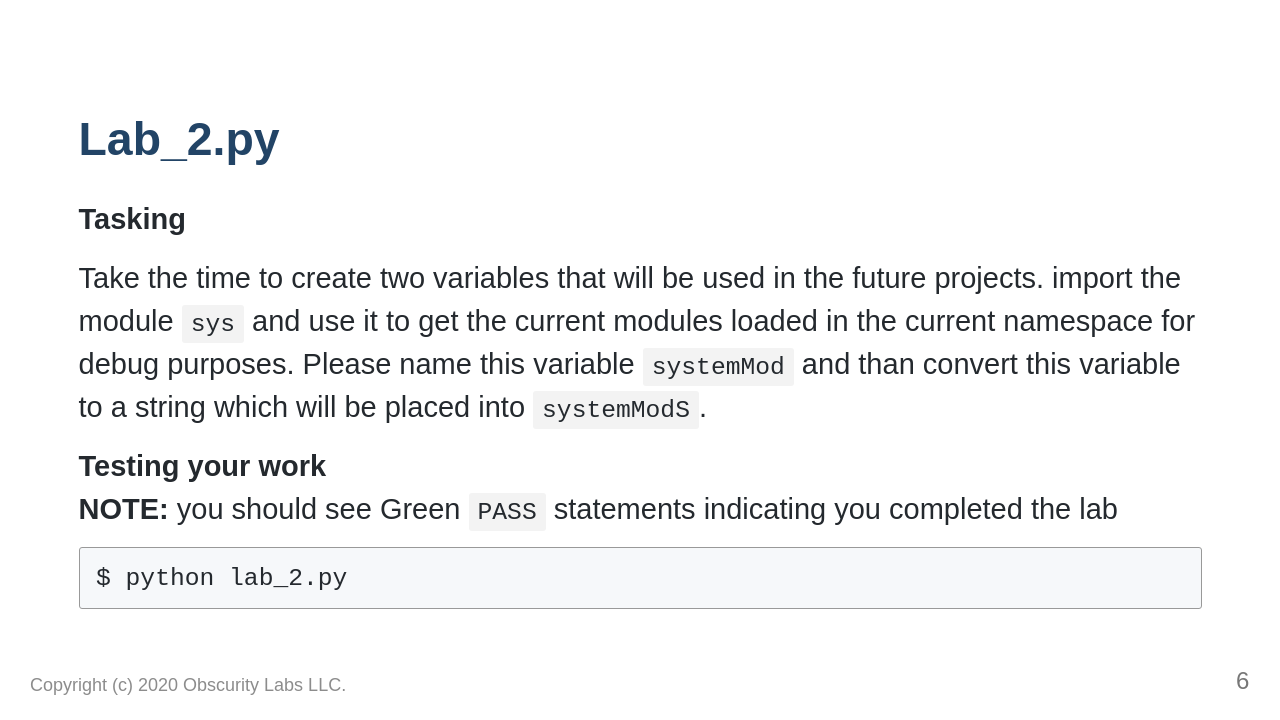 Lab_2.py
Tasking
Take the time to create two variables that will be used in the future projects. import the
module sys and use it to get the current modules loaded in the current namespace for
debug purposes. Please name this variable systemMod and than convert this variable
to a string which will be placed into systemModS.
Testing your work
NOTE: you should see Green PASS statements indicating you completed the lab
$ python lab_2.py
Copyright (c) 2020 Obscurity Labs LLC.
6